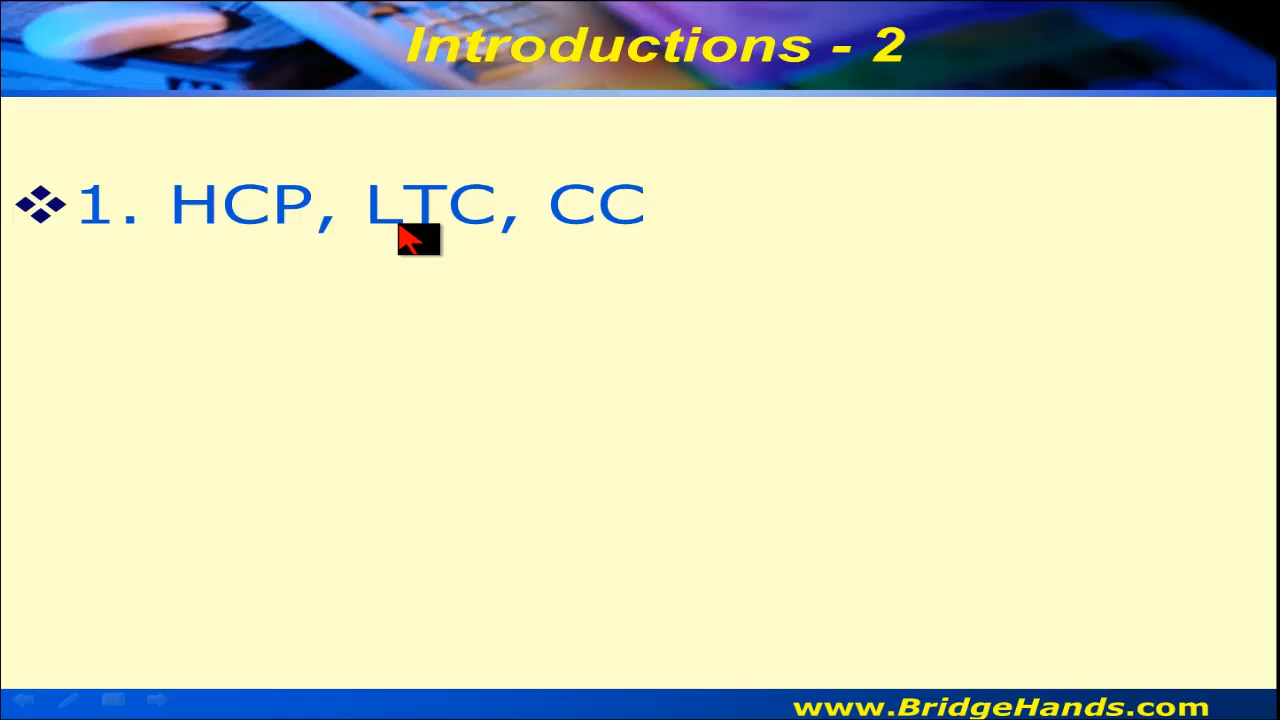 Introductions - 2
❖1. HCP, LTC, CC
www.BridgeHands.com